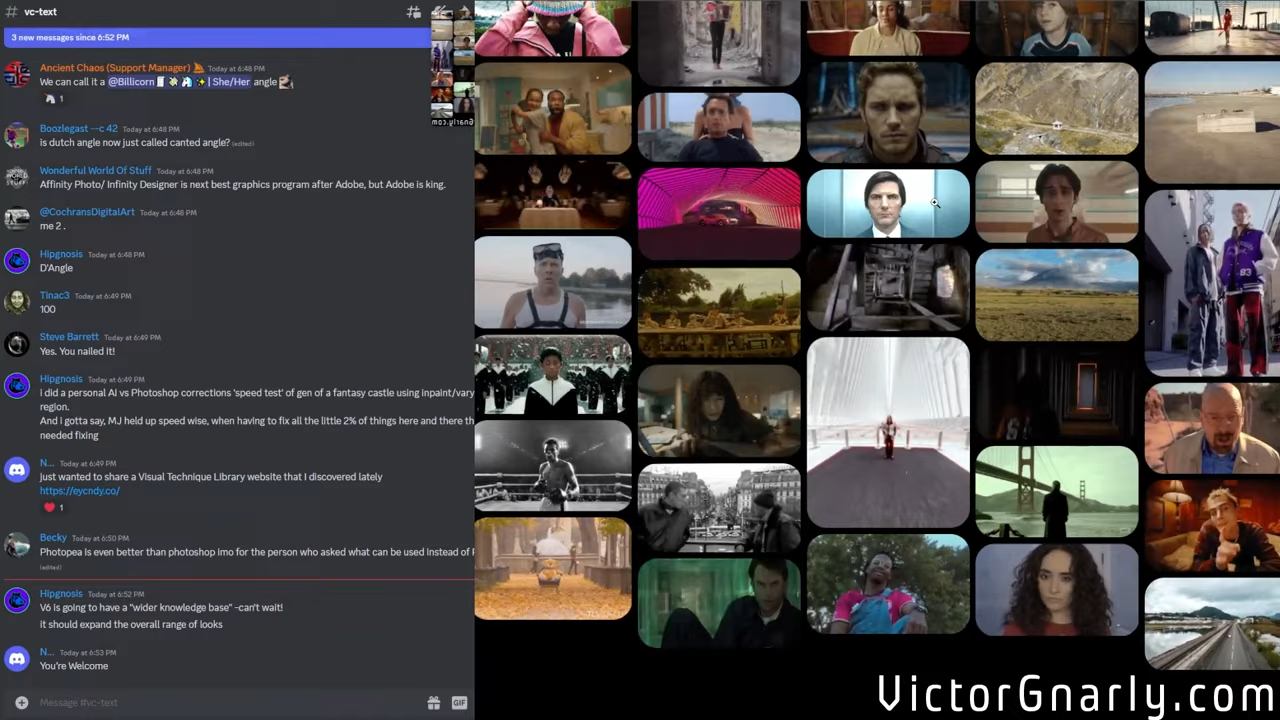 # vc-text
3 new messages since 6:52 PM
Ancient Chaos (Support Manager) Today at 6:48 PM
We can call it a @Billicorn | She/Her angle
1
Boozlegast --c 42 Today at 6:48 PM
is dutch angle now just called canted angle? (edited)
Wonderful World Of Stuff Today at 6:48 PM
Affinity Photo/ Infinity Designer is next best graphics program after Adobe, but Adobe is king.
@CochransDigitalArt Today at 6:48 PM
me 2 .
Hipgnosis Today at 6:48 PM
D'Angle
Tinac3 Today at 6:49 PM
100
Steve Barrett Today at 6:49 PM
Yes. You nailed it!
Hipgnosis Today at 6:49 PM
I did a personal AI vs Photoshop corrections 'speed test' of gen of a fantasy castle using inpaint/vary
region.
And I gotta say, MJ held up speed wise, when having to fix all the little 2% of things here and there th
needed fixing
N... Today at 6:49 PM
just wanted to share a Visual Technique Library website that I discovered lately
https://eycndy.co/
1
Becky Today at 6:50 PM
Photopea is even better than photoshop imo for the person who asked what can be used instead of
(edited)
Hipgnosis Today at 6:52 PM
V6 is going to have a "wider knowledge base" -can't wait!
it should expand the overall range of looks
N... Today at 6:53 PM
You're Welcome
Message #vc-text
GIF
83
VictorGnarly.com